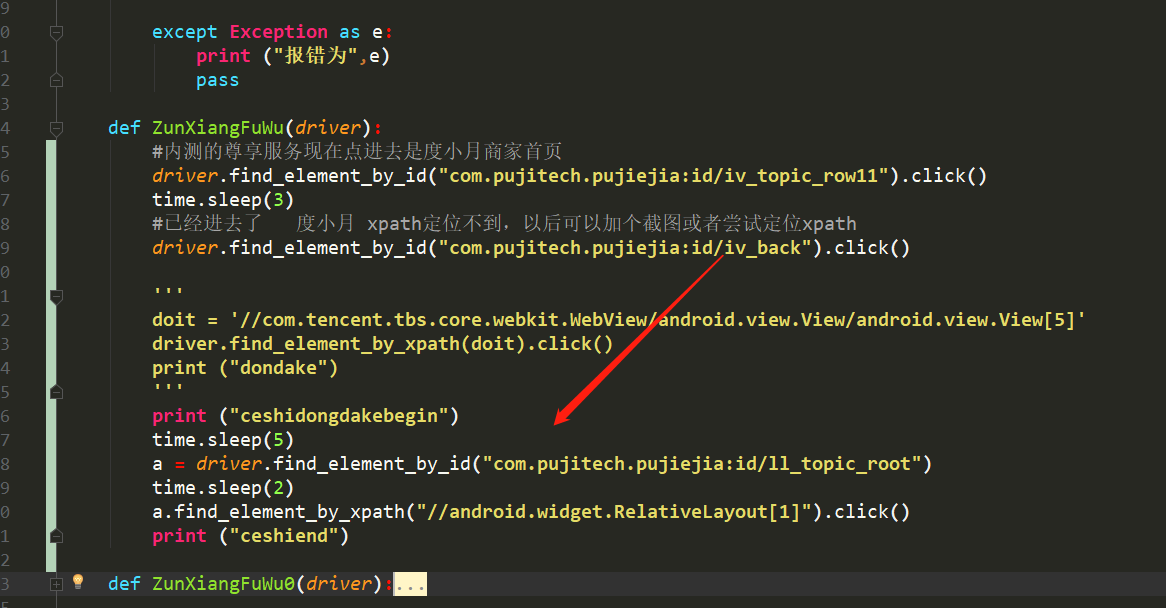 9
0 except Exception as e:
1 print ("报错为",e)
2 pass
3
4 def ZunXiangFuWu(driver):
5 #内测的尊享服务现在点进去是度小月商家首页
6 driver.find_element_by_id("com.pujitech.pujiejia:id/iv_topic_row11").click()
7 time.sleep(3)
8 #已经进去了 度小月 xpath定位不到，以后可以加个截图或者尝试定位xpath
9 driver.find_element_by_id("com.pujitech.pujiejia:id/iv_back").click()
0
1 '''
2 doit = '//com.tencent.tbs.core.webkit.WebView/android.view.View/android.view.View[5]'
3 driver.find_element_by_xpath(doit).click()
4 print ("dondake")
5 '''
6 print ("ceshidongdakebegin")
7 time.sleep(5)
8 a = driver.find_element_by_id("com.pujitech.pujiejia:id/ll_topic_root")
9 time.sleep(2)
0 a.find_element_by_xpath("//android.widget.RelativeLayout[1]").click()
1 print ("ceshiend")
2
3 def ZunXiangFuWu0(driver):...